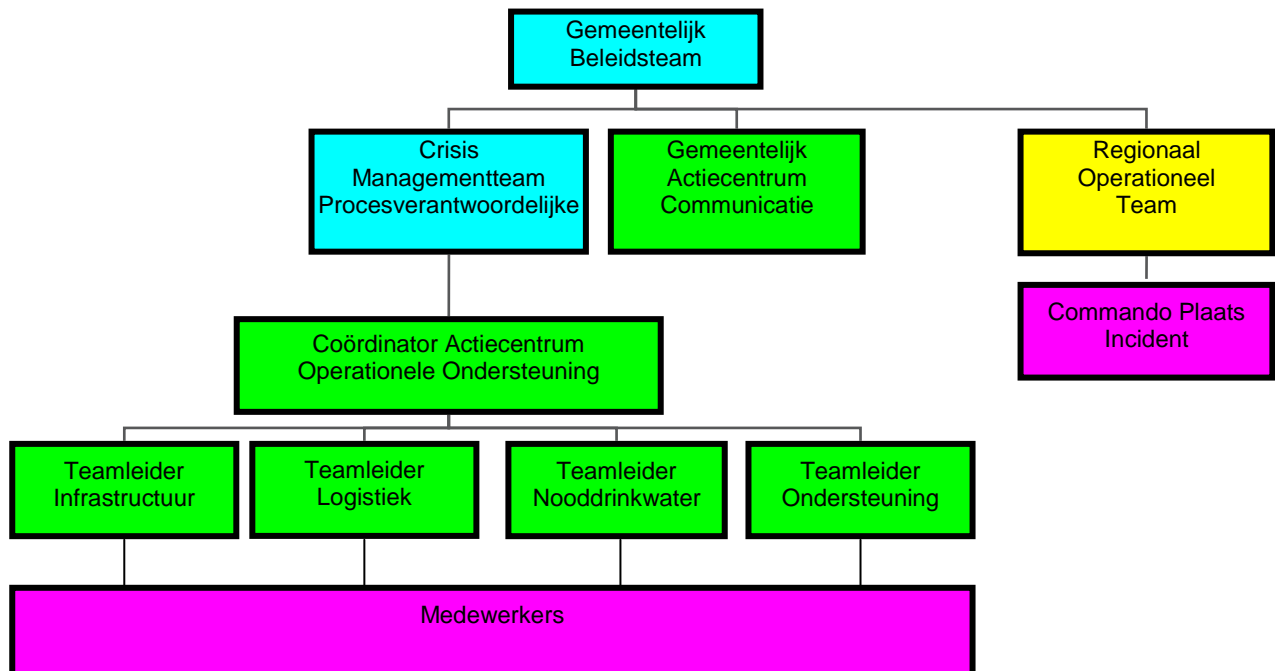 Gemeentelijk
Beleidsteam
Crisis
Managementteam
Procesverantwoordelijke
Gemeentelijk
Actiecentrum
Communicatie
Regionaal
Operationeel
Team
Commando Plaats
Incident
Coördinator Actiecentrum
Operationele Ondersteuning
Teamleider
Infrastructuur
Teamleider
Logistiek
Teamleider
Nooddrinkwater
Teamleider
Ondersteuning
Medewerkers